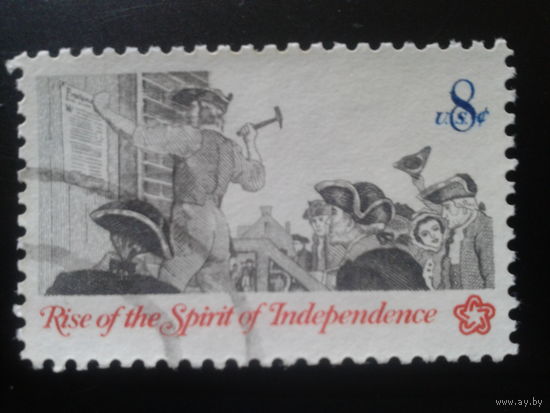 8¢
U.S.
Rise of the Spirit of Independence
© www.ay.by